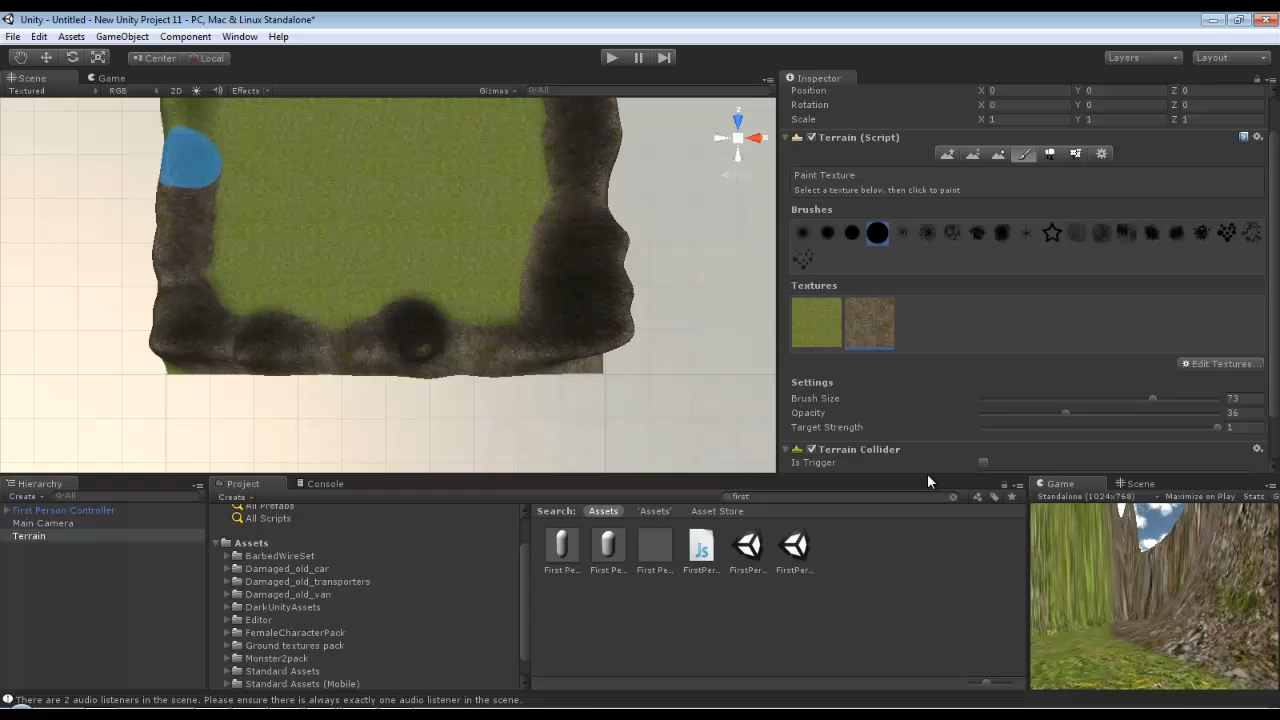 Unity - Untitled - New Unity Project 11 - PC, Mac & Linux Standalone*
File Edit Assets GameObject Component Window Help
Center Local Layers Layout
Scene Game
Textured RGB 2D Effects Gizmos All
z
x
Inspector
Position X 0 Y 0 Z 0
Rotation X 0 Y 0 Z 0
Scale X 1 Y 1 Z 1
Terrain (Script)
Paint Texture
Select a texture below, then click to paint
Brushes
Textures
Edit Textures...
Settings
Brush Size 73
Opacity 36
Target Strength 1
Terrain Collider
Is Trigger
Hierarchy
Create All
First Person Controller
Main Camera
Terrain
Project Console
Create first
All Prefabs
All Scripts
Assets
BarbedWireSet
Damaged_old_car
Damaged_old_transporters
Damaged_old_van
DarkUnityAssets
Editor
FemaleCharacterPack
Ground textures pack
Monster2pack
Standard Assets
Standard Assets (Mobile)
Search: Assets 'Assets' Asset Store
js
First Pe... First Pe... First Pe... FirstPer... FirstPer... FirstPer...
Game Scene
Standalone (1024x768) Maximize on Play Stats
There are 2 audio listeners in the scene. Please ensure there is always exactly one audio listener in the scene.